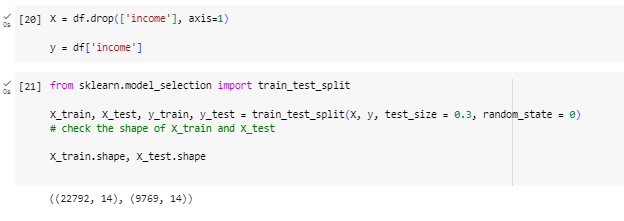 [20] X = df.drop(['income'], axis=1)
0s
y = df['income']
[21] from sklearn.model_selection import train_test_split
0s
X_train, X_test, y_train, y_test = train_test_split(X, y, test_size = 0.3, random_state = 0)
# check the shape of X_train and X_test
X_train.shape, X_test.shape
((22792, 14), (9769, 14))